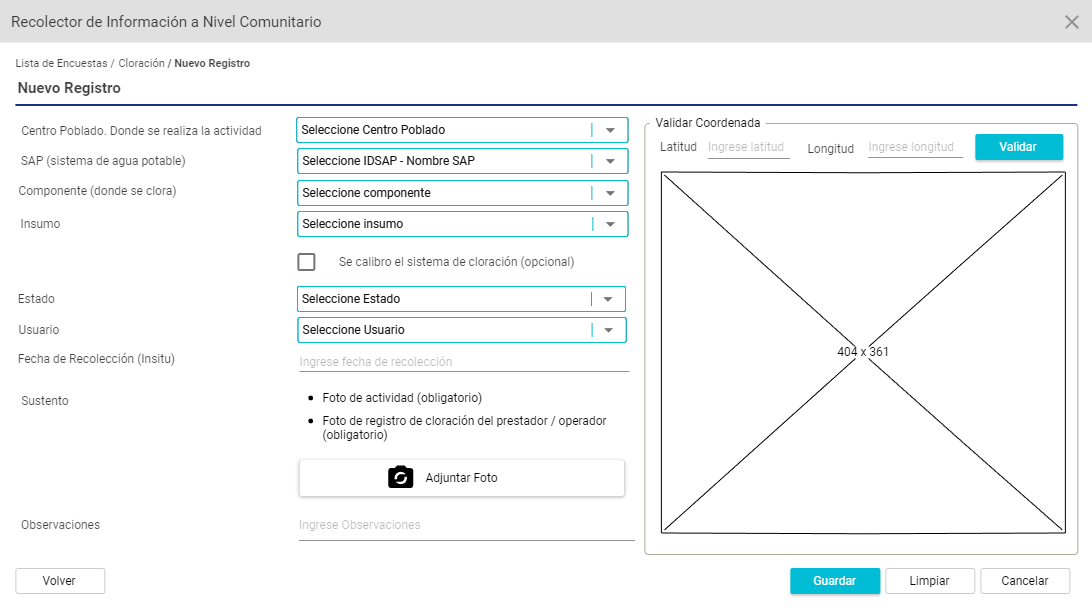 Recolector de Información a Nivel Comunitario
Lista de Encuestas / Cloración / Nuevo Registro
Nuevo Registro
Centro Poblado. Donde se realiza la actividad
Seleccione Centro Poblado
SAP (sistema de agua potable)
Seleccione IDSAP - Nombre SAP
Componente (donde se clora)
Seleccione componente
Insumo
Seleccione insumo
Se calibro el sistema de cloración (opcional)
Estado
Seleccione Estado
Usuario
Seleccione Usuario
Fecha de Recolección (Insitu)
Ingrese fecha de recolección
Sustento
• Foto de actividad (obligatorio)
• Foto de registro de cloración del prestador / operador
(obligatorio)
Adjuntar Foto
Observaciones
Ingrese Observaciones
Validar Coordenada
Latitud
Ingrese latitud
Longitud
Ingrese longitud
Validar
404 x 361
Volver
Guardar
Limpiar
Cancelar